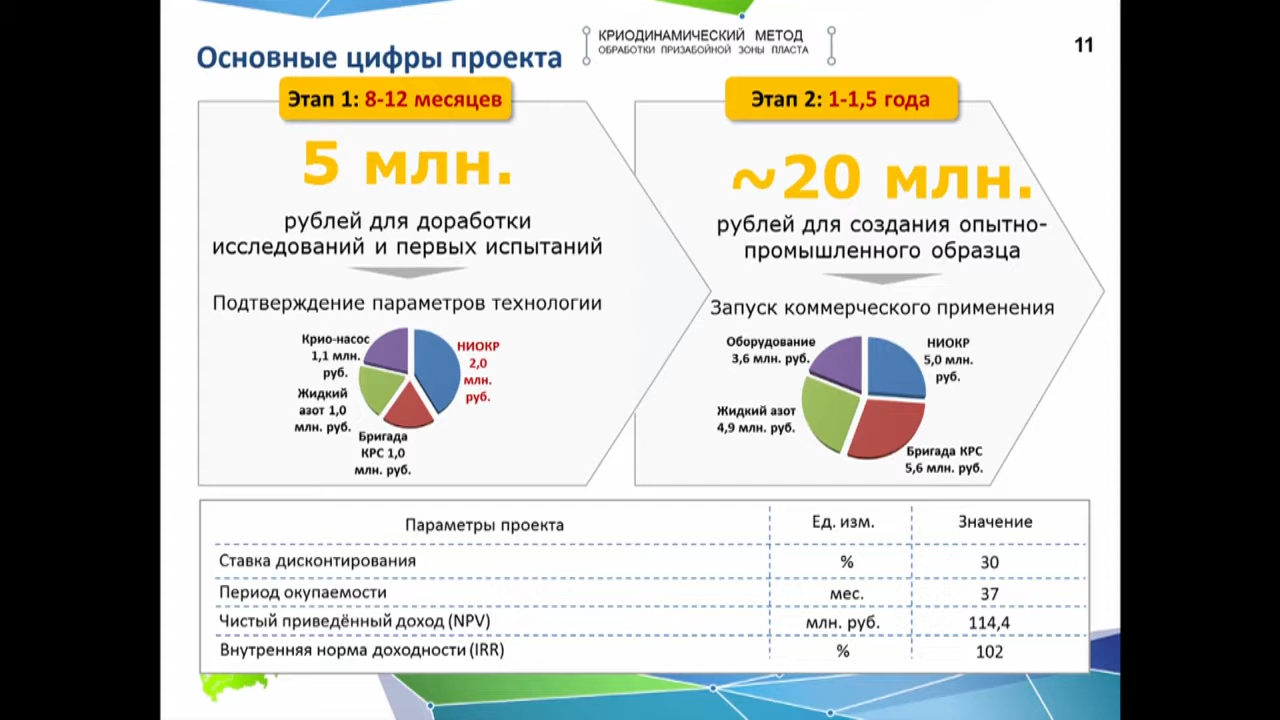 Основные цифры проекта
КРИОДИНАМИЧЕСКИЙ МЕТОД
ОБРАБОТКИ ПРИЗАБОЙНОЙ ЗОНЫ ПЛАСТА
11
Этап 1: 8-12 месяцев
5 млн.
рублей для доработки
исследований и первых испытаний
Подтверждение параметров технологии
Крио-насос
1,1 млн.
руб.
НИОКР
2,0
млн.
руб.
Жидкий
азот 1,0
млн. руб.
Бригада
КРС 1,0
млн. руб.
Этап 2: 1-1,5 года
~20 млн.
рублей для создания опытно-
промышленного образца
Запуск коммерческого применения
Оборудование
3,6 млн. руб.
НИОКР
5,0 млн.
руб.
Жидкий азот
4,9 млн. руб.
Бригада КРС
5,6 млн. руб.
Параметры проекта Ед. изм. Значение
Ставка дисконтирования % 30
Период окупаемости мес. 37
Чистый приведённый доход (NPV) млн. руб. 114,4
Внутренняя норма доходности (IRR) % 102